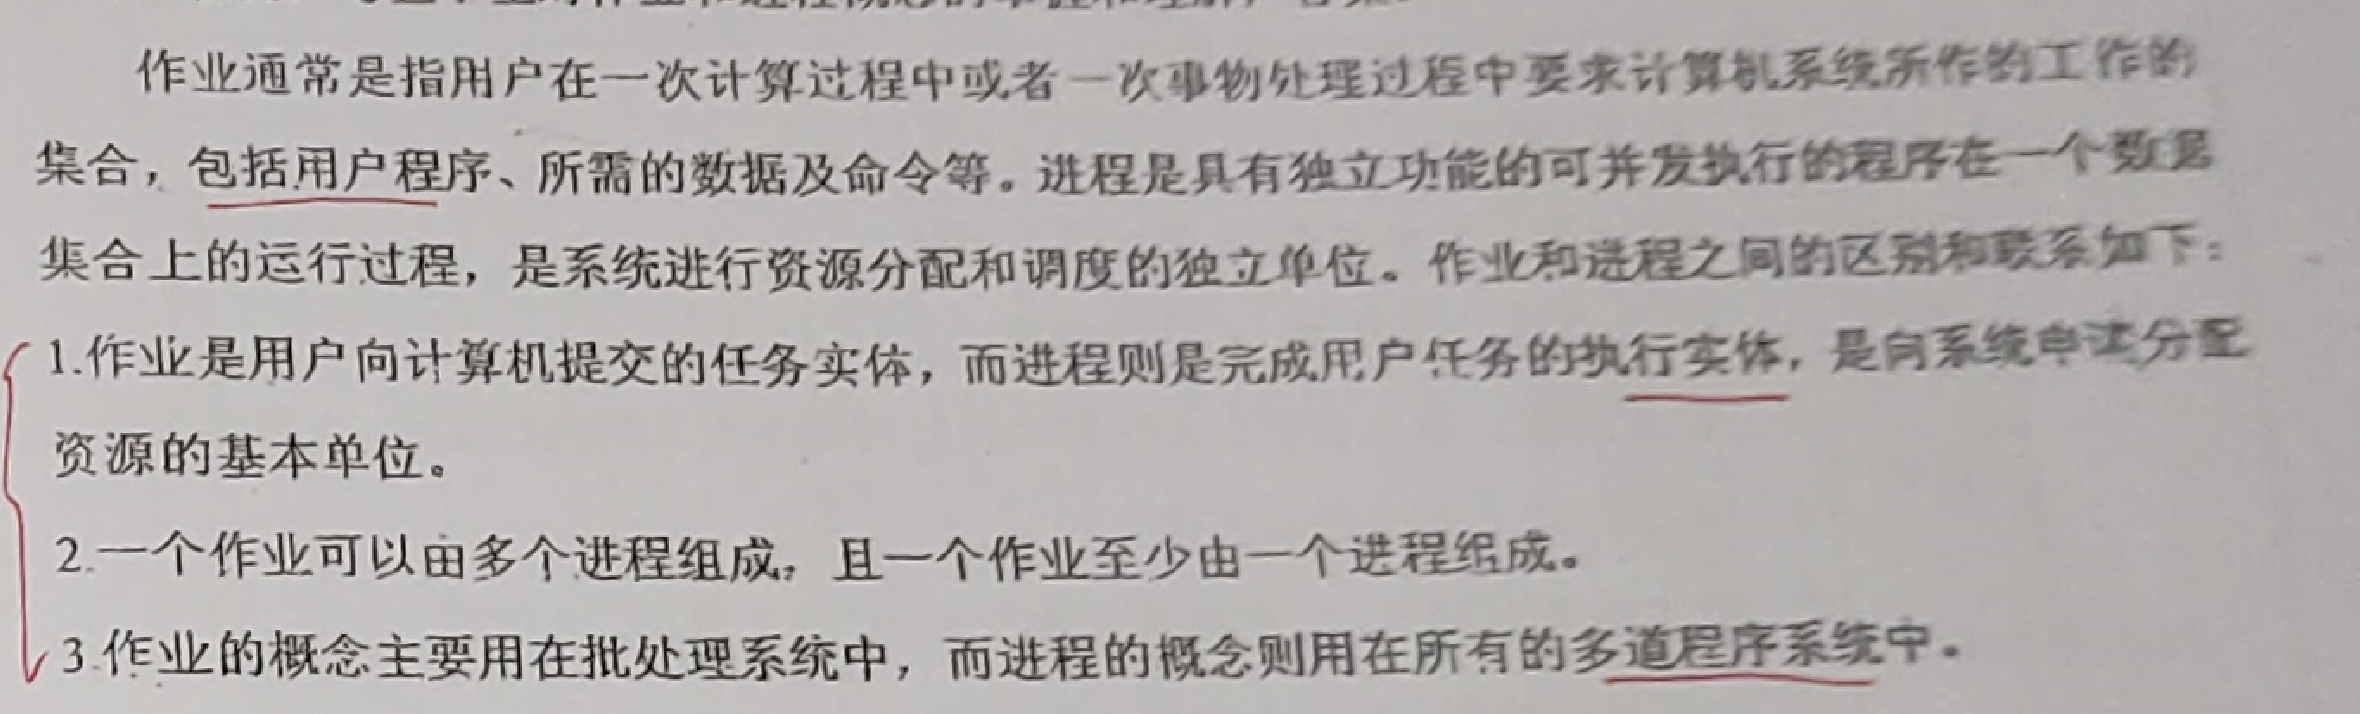 作业通常是指用户在一次计算过程中或者一次事物处理过程中要求计算机系统所作的工作的
集合，包括用户程序、所需的数据及命令等。进程是具有独立功能的可并发执行的程序在一个数据
集合上的运行过程，是系统进行资源分配和调度的独立单位。作业和进程之间的区别和联系如下：
1.作业是用户向计算机提交的任务实体，而进程则是完成用户任务的执行实体，是向系统申请分配
资源的基本单位。
2.一个作业可以由多个进程组成，且一个作业至少由一个进程组成。
3.作业的概念主要用在批处理系统中，而进程的概念则用在所有的多道程序系统中。